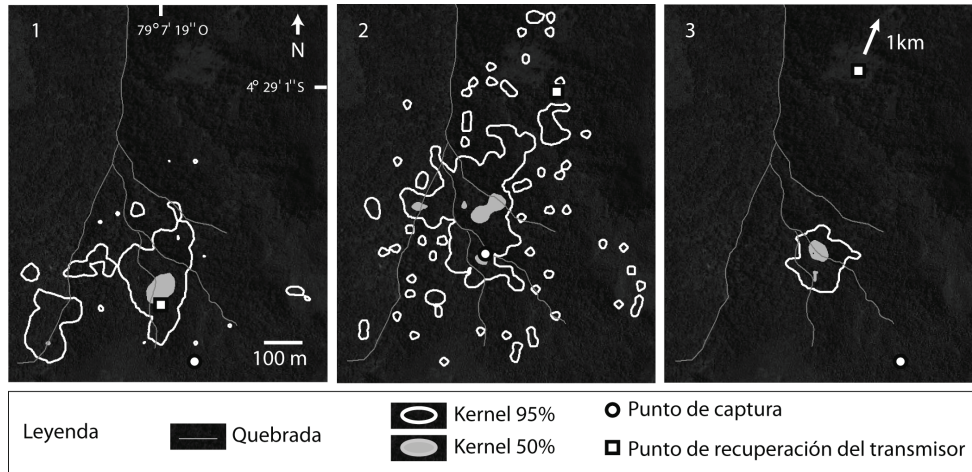 1
79° 7' 19'' O
N
4° 29' 1'' S
100 m
2
3
1km
Leyenda
Quebrada
Kernel 95%
Kernel 50%
Punto de captura
Punto de recuperación del transmisor